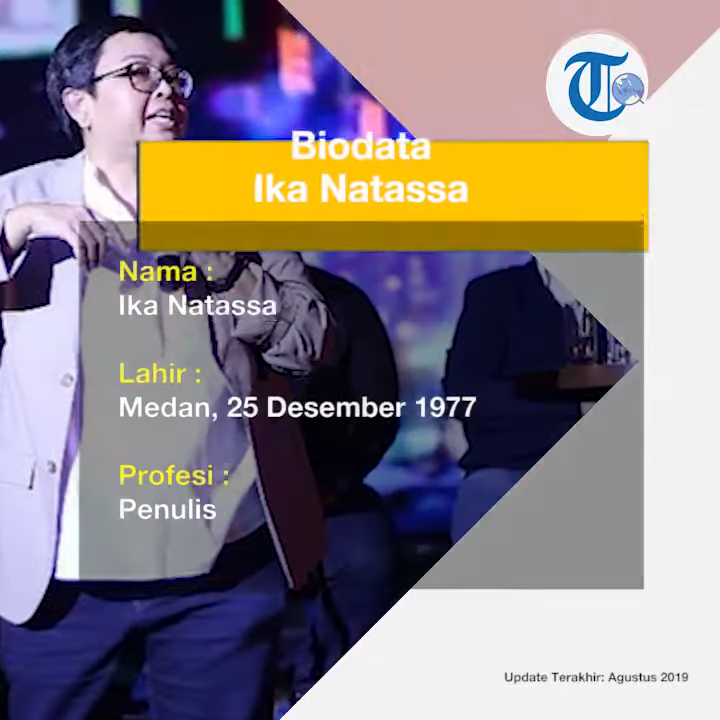 T
Biodata
Ika Natassa
Nama :
Ika Natassa
Lahir :
Medan, 25 Desember 1977
Profesi :
Penulis
Update Terakhir: Agustus 2019